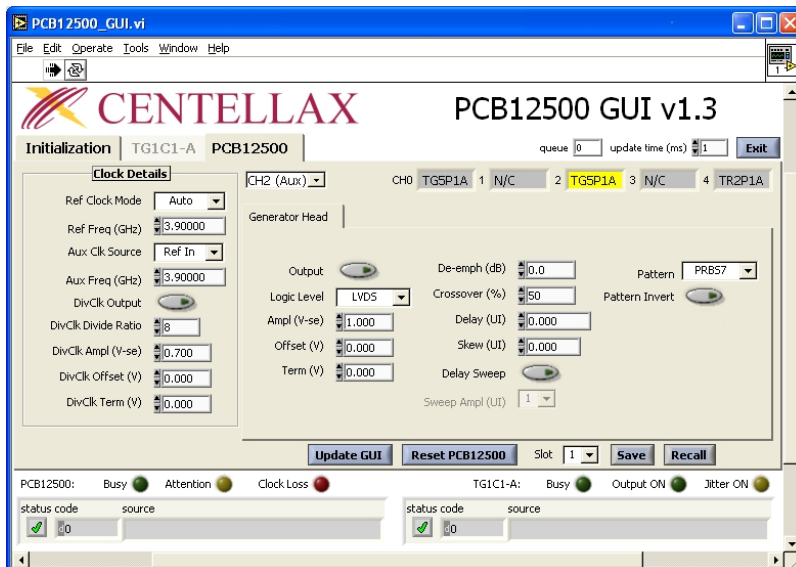 PCB12500_GUI.vi
File Edit Operate Tools Window Help
1
CENTELLAX PCB12500 GUI v1.3
Initialization TG1C1-A PCB12500 queue 0 update time (ms) 1 Exit
Clock Details
CH2 (Aux) CH0 TG5P1A 1 N/C 2 TG5P1A 3 N/C 4 TR2P1A
Ref Clock Mode Auto
Generator Head
Ref Freq (GHz) 3.90000
Aux Clk Source Ref In
Aux Freq (GHz) 3.90000
DivClk Output
DivClk Divide Ratio 8
DivClk Ampl (V-se) 0.700
DivClk Offset (V) 0.000
DivClk Term (V) 0.000
Output De-emph (dB) 0.0 Pattern PRBS7
Logic Level LVDS Crossover (%) 50 Pattern Invert
Ampl (V-se) 1.000 Delay (UI) 0.000
Offset (V) 0.000 Skew (UI) 0.000
Term (V) 0.000 Delay Sweep
Sweep Ampl (UI) 1
Update GUI Reset PCB12500 Slot 1 Save Recall
PCB12500: Busy Attention Clock Loss TG1C1-A: Busy Output ON Jitter ON
status code source status code source
d0 d0